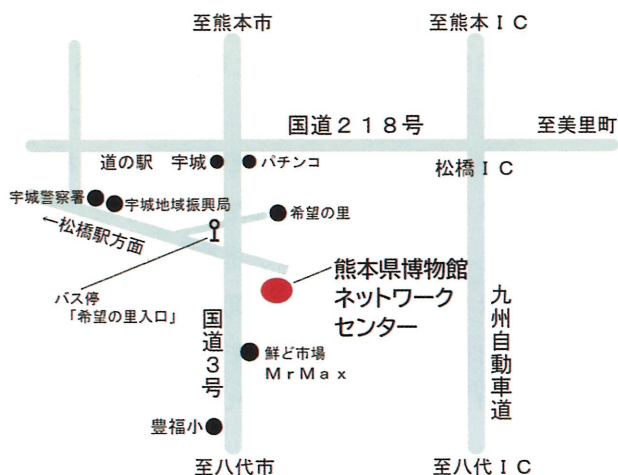 至熊本市
至熊本ＩＣ
国道２１８号
至美里町
道の駅　宇城
パチンコ
松橋ＩＣ
宇城警察署
宇城地域振興局
希望の里
←松橋駅方面
バス停
「希望の里入口」
熊本県博物館
ネットワーク
センター
国道３号
九州自動車道
鮮ど市場
ＭｒＭａｘ
豊福小
至八代市
至八代ＩＣ